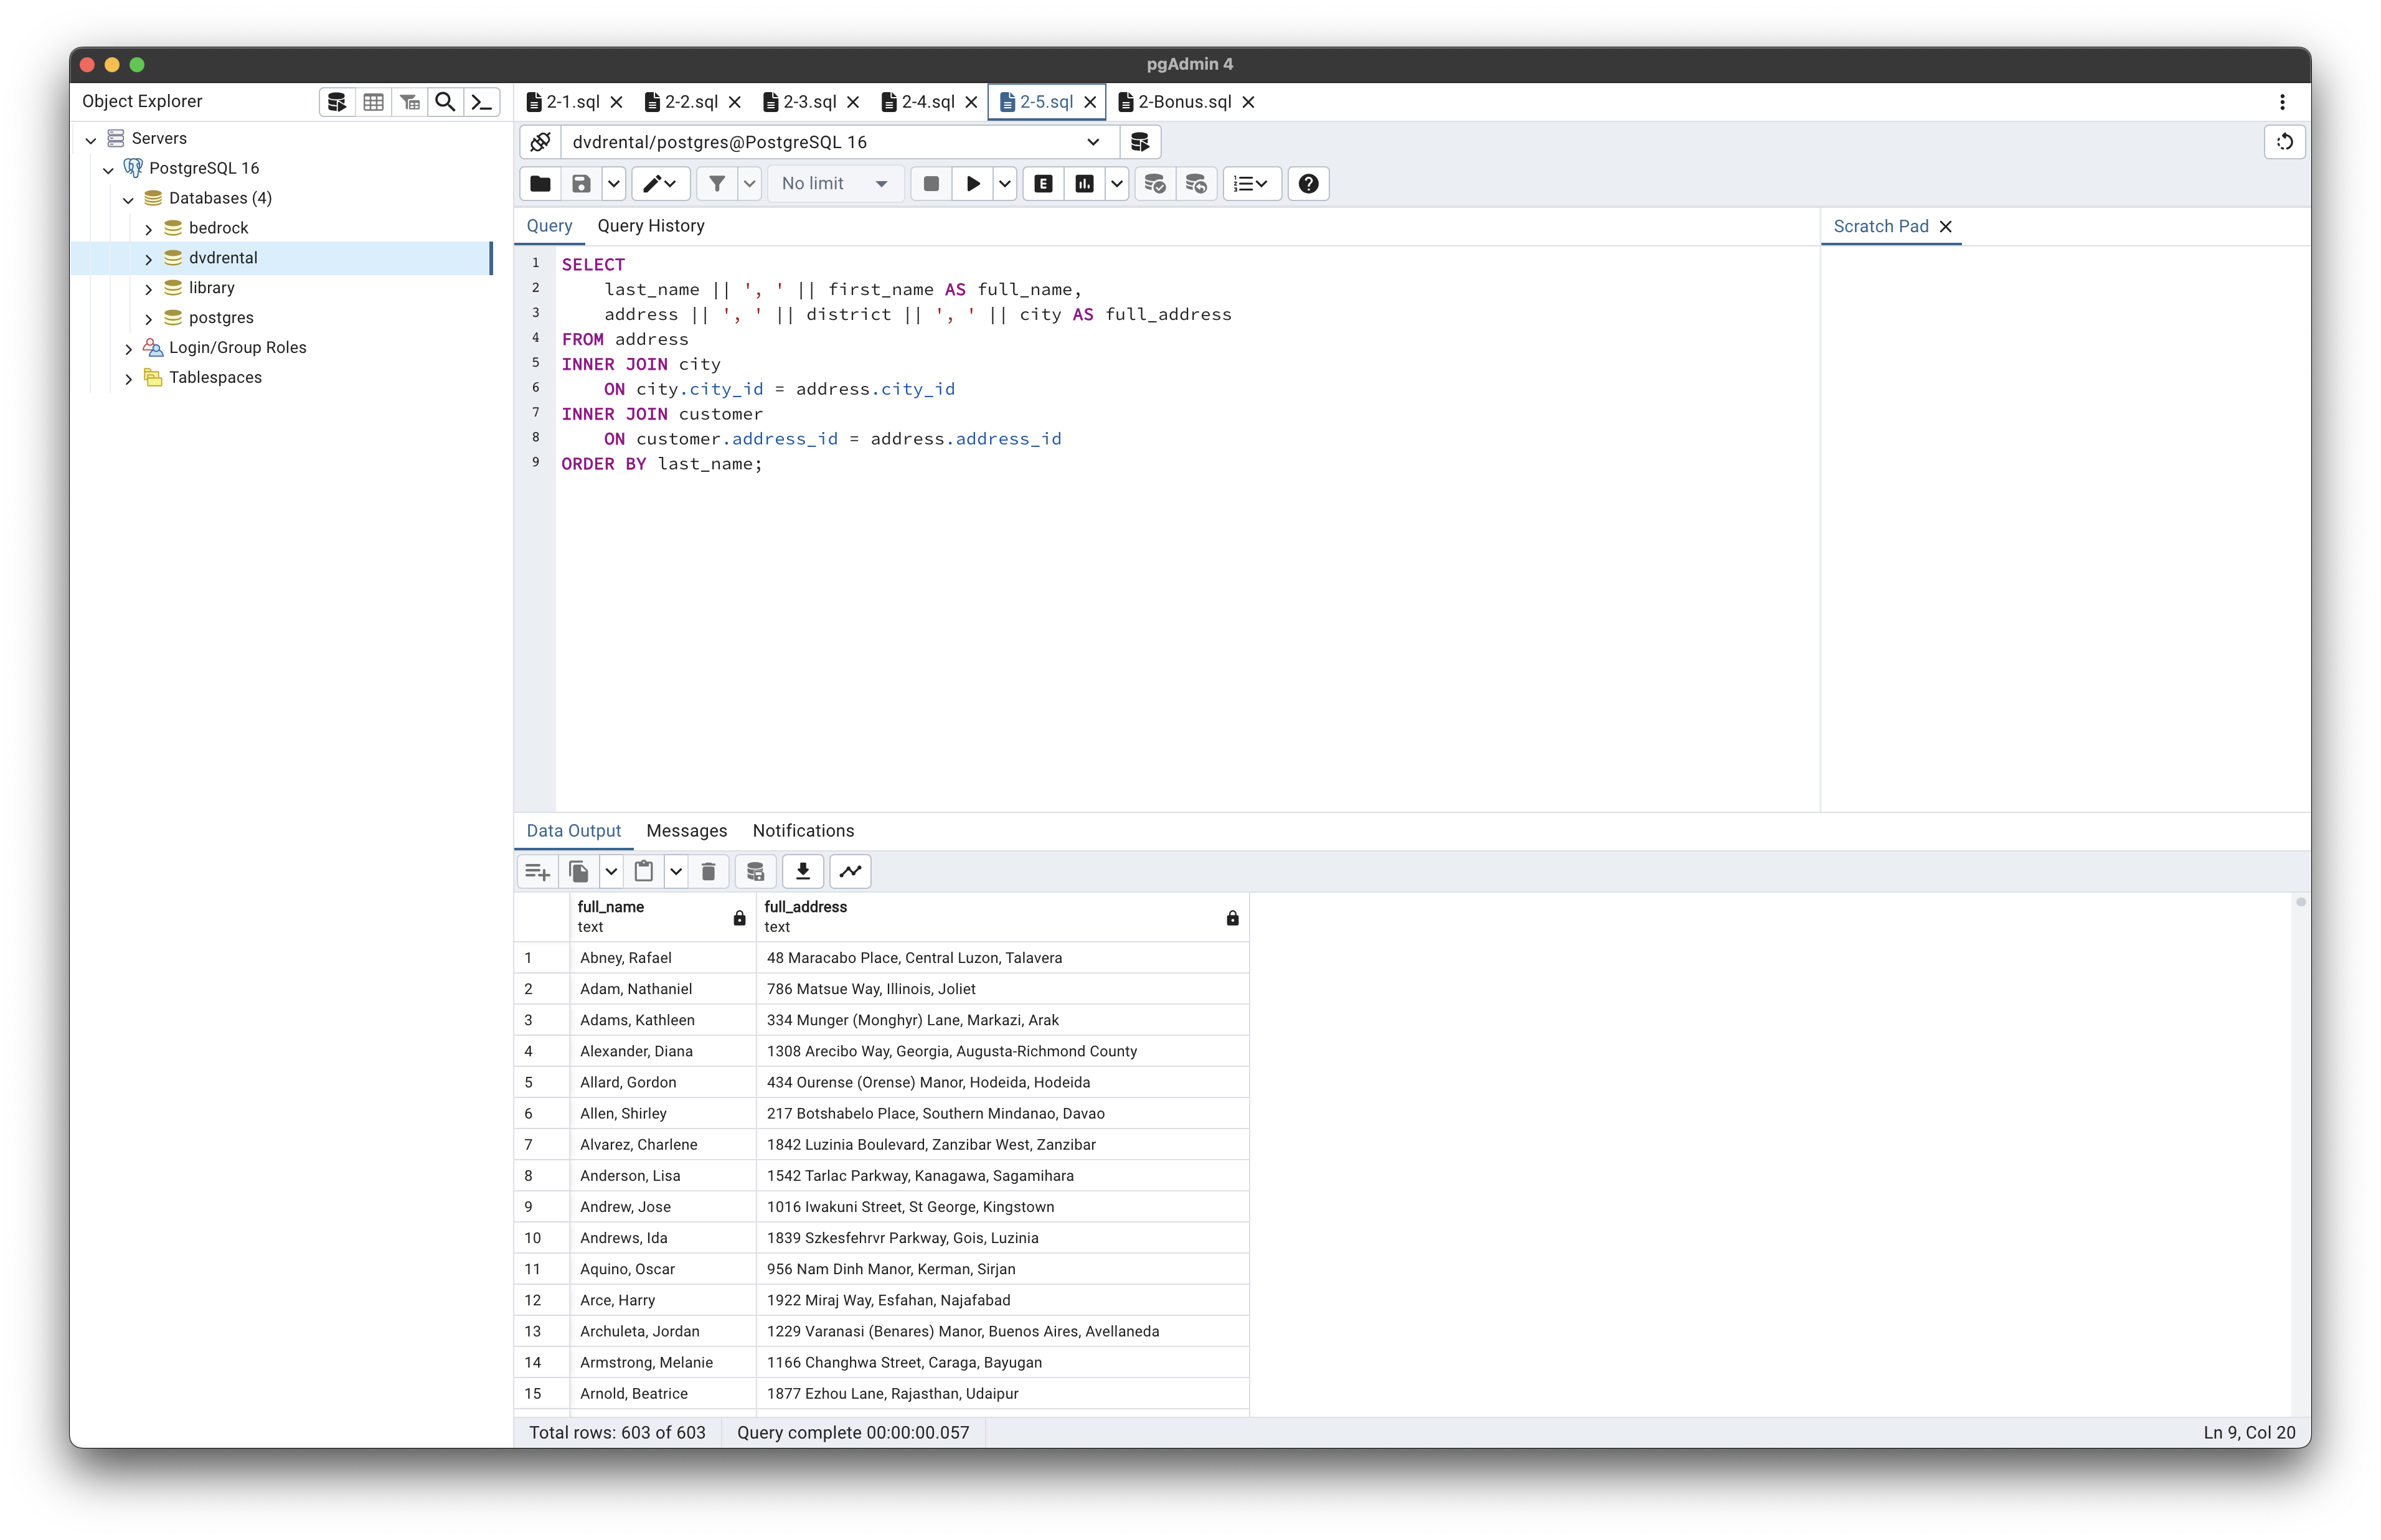 pgAdmin 4
Object Explorer
2-1.sql
2-2.sql
2-3.sql
2-4.sql
2-5.sql
2-Bonus.sql
Servers
PostgreSQL 16
Databases (4)
bedrock
dvdrental
library
postgres
Login/Group Roles
Tablespaces
dvdrental/postgres@PostgreSQL 16
No limit
E
Query Query History
Scratch Pad
1 SELECT
2 last_name || ', ' || first_name AS full_name,
3 address || ', ' || district || ', ' || city AS full_address
4 FROM address
5 INNER JOIN city
6 ON city.city_id = address.city_id
7 INNER JOIN customer
8 ON customer.address_id = address.address_id
9 ORDER BY last_name;
Data Output Messages Notifications
full_name full_address
text text
1 Abney, Rafael 48 Maracabo Place, Central Luzon, Talavera
2 Adam, Nathaniel 786 Matsue Way, Illinois, Joliet
3 Adams, Kathleen 334 Munger (Monghyr) Lane, Markazi, Arak
4 Alexander, Diana 1308 Arecibo Way, Georgia, Augusta-Richmond County
5 Allard, Gordon 434 Ourense (Orense) Manor, Hodeida, Hodeida
6 Allen, Shirley 217 Botshabelo Place, Southern Mindanao, Davao
7 Alvarez, Charlene 1842 Luzinia Boulevard, Zanzibar West, Zanzibar
8 Anderson, Lisa 1542 Tarlac Parkway, Kanagawa, Sagamihara
9 Andrew, Jose 1016 Iwakuni Street, St George, Kingstown
10 Andrews, Ida 1839 Szkesfehrvr Parkway, Gois, Luzinia
11 Aquino, Oscar 956 Nam Dinh Manor, Kerman, Sirjan
12 Arce, Harry 1922 Miraj Way, Esfahan, Najafabad
13 Archuleta, Jordan 1229 Varanasi (Benares) Manor, Buenos Aires, Avellaneda
14 Armstrong, Melanie 1166 Changhwa Street, Caraga, Bayugan
15 Arnold, Beatrice 1877 Ezhou Lane, Rajasthan, Udaipur
Total rows: 603 of 603 Query complete 00:00:00.057 Ln 9, Col 20